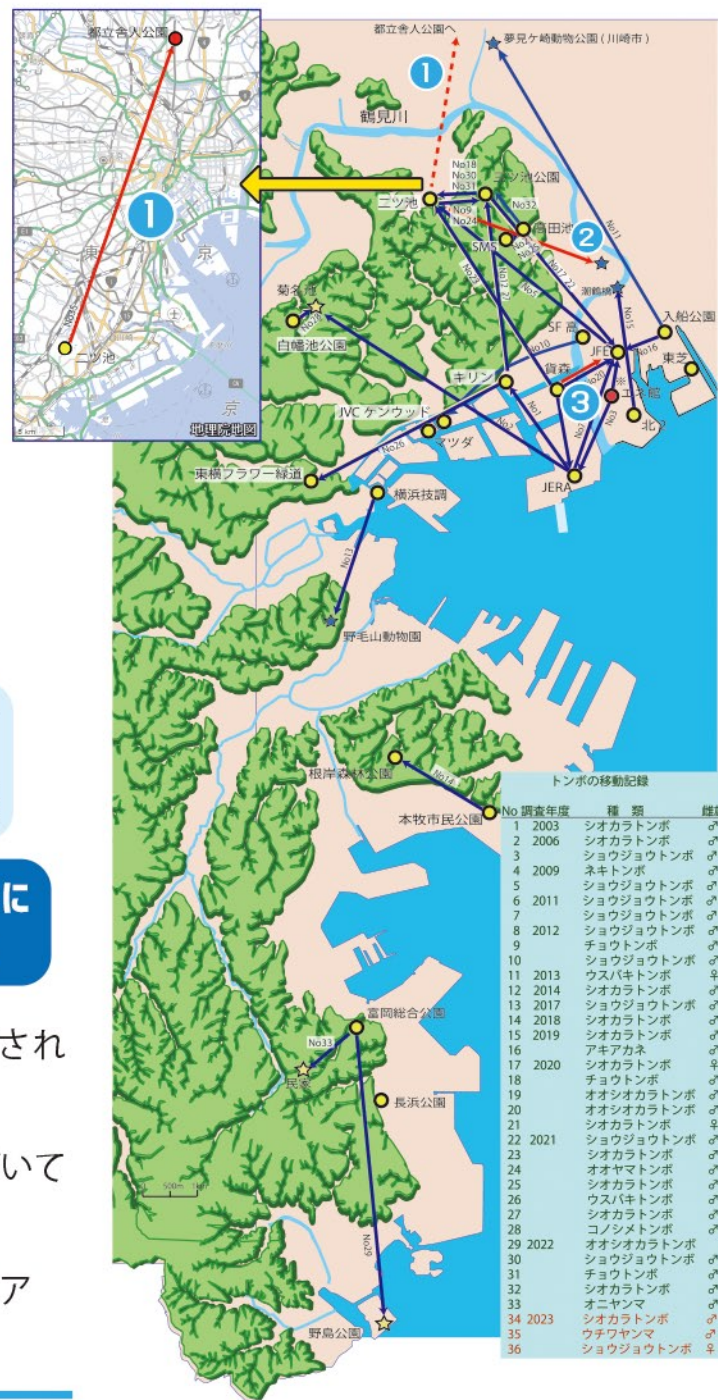 都立舎人公園
①
No35
二ツ池
東
京
京
地理院地図
都立舎人公園へ
①
夢見ケ崎動物公園(川崎市)
鶴見川
No18
No30
No31
三ツ池公園
二ツ池
No9
No24
No32
SMS
②
No11
No5
潮鶴橋
No15
菊名池
白幡池公園
No10
SF高
入船公園
JFE
No16
東芝
キリン
貨森
No20
※
エネ館
③
No1
No3
北
JVCケンウッド
マツダ
No26
東横フラワー緑道
JERA
横浜技調
No13
野毛山動物園
根岸森林公園
No14
本牧市民公園
トンボの移動記録
No 調査年度 種 類
1 2003 シオカラトンボ ♂
2 2006 シオカラトンボ ♂
3 ショウジョウトンボ ♂
4 2009 ネキトンボ ♂
5 ショウジョウトンボ ♂
6 2011 ショウジョウトンボ ♂
7 ショウジョウトンボ ♂
8 2012 ショウジョウトンボ ♂
9 チョウトンボ ♂
10 ショウジョウトンボ ♂
11 2013 ウスバキトンボ ♀
12 2014 シオカラトンボ ♂
13 2017 ショウジョウトンボ ♂
14 2018 シオカラトンボ ♂
15 2019 シオカラトンボ ♂
16 アキアカネ ♂
17 2020 シオカラトンボ ♀
18 チョウトンボ ♂
19 オオシオカラトンボ ♂
20 オオシオカラトンボ ♂
21 シオカラトンボ ♀
22 2021 ショウジョウトンボ ♂
23 シオカラトンボ ♂
24 オオヤマトンボ ♂
25 シオカラトンボ ♂
26 ウスバキトンボ ♂
27 シオカラトンボ ♂
28 コノシメトンボ ♂
29 2022 オオシオカラトンボ
30 ショウジョウトンボ ♂
31 チョウトンボ ♂
32 シオカラトンボ ♂
33 オニヤンマ ♂
34 2023 シオカラトンボ ♂
35 ウチワヤンマ ♂
36 ショウジョウトンボ ♀
富岡総合公園
No33
民家
長浜公園
500m
No29
野島公園
に
され
いて
ア